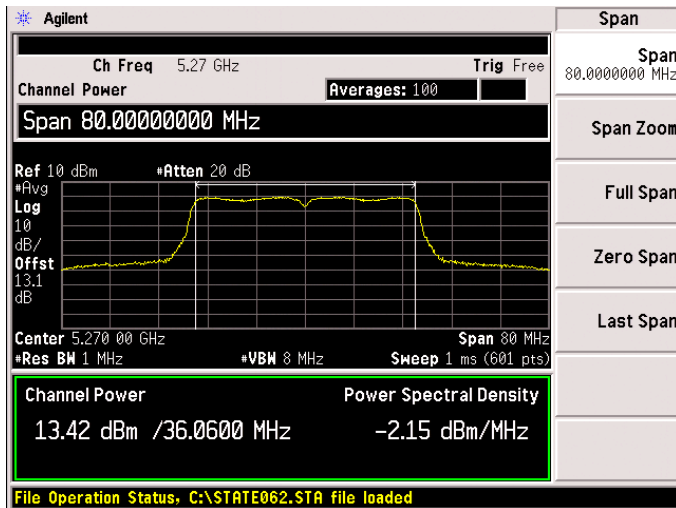 Agilent
Span
Ch Freq 5.27 GHz Trig Free
Channel Power Averages: 100
Span 80.00000000 MHz
Ref 10 dBm #Atten 20 dB
#Avg
Log
10
dB/
Offst
13.1
dB
Center 5.270 00 GHz Span 80 MHz
#Res BW 1 MHz #VBW 8 MHz Sweep 1 ms (601 pts)
Channel Power Power Spectral Density
13.42 dBm /36.0600 MHz -2.15 dBm/MHz
File Operation Status, C:\STATE062.STA file loaded
Span
80.0000000 MHz
Span Zoom
Full Span
Zero Span
Last Span